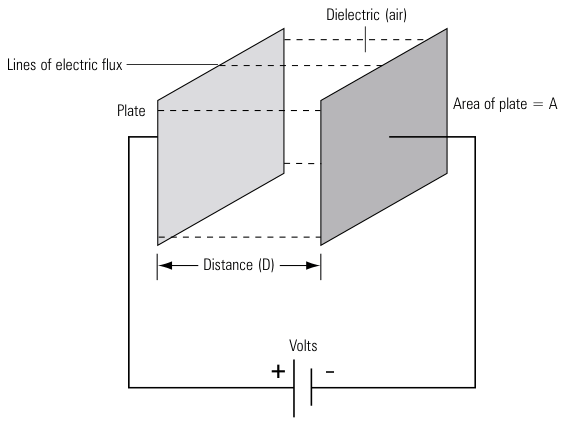 Dielectric (air)
Lines of electric flux
Plate
Area of plate = A
Distance (D)
Volts
+ −